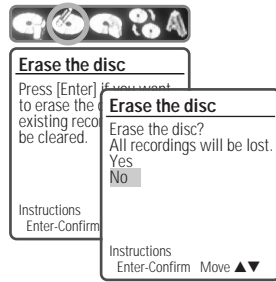 Erase the disc
Press [Enter] if you want
to erase the
existing
be cleared.
Instructions
Enter-Confirm
Erase the disc
Erase the disc?
All recordings will be lost.
Yes
No
Instructions
Enter-Confirm Move ▲▼